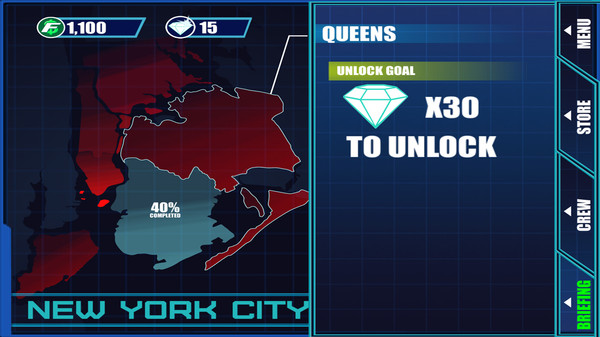 1,100
15
QUEENS
UNLOCK GOAL
X30
TO UNLOCK
40%
COMPLETED
NEW YORK CITY
MENU
STORE
CREW
BRIEFING